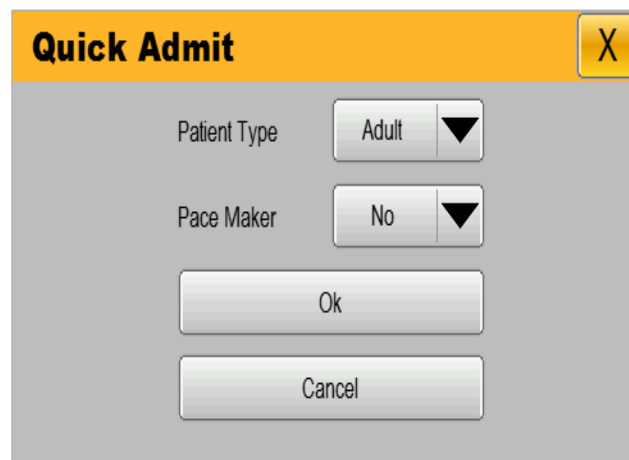 Quick Admit X
Patient Type Adult
Pace Maker No
Ok
Cancel